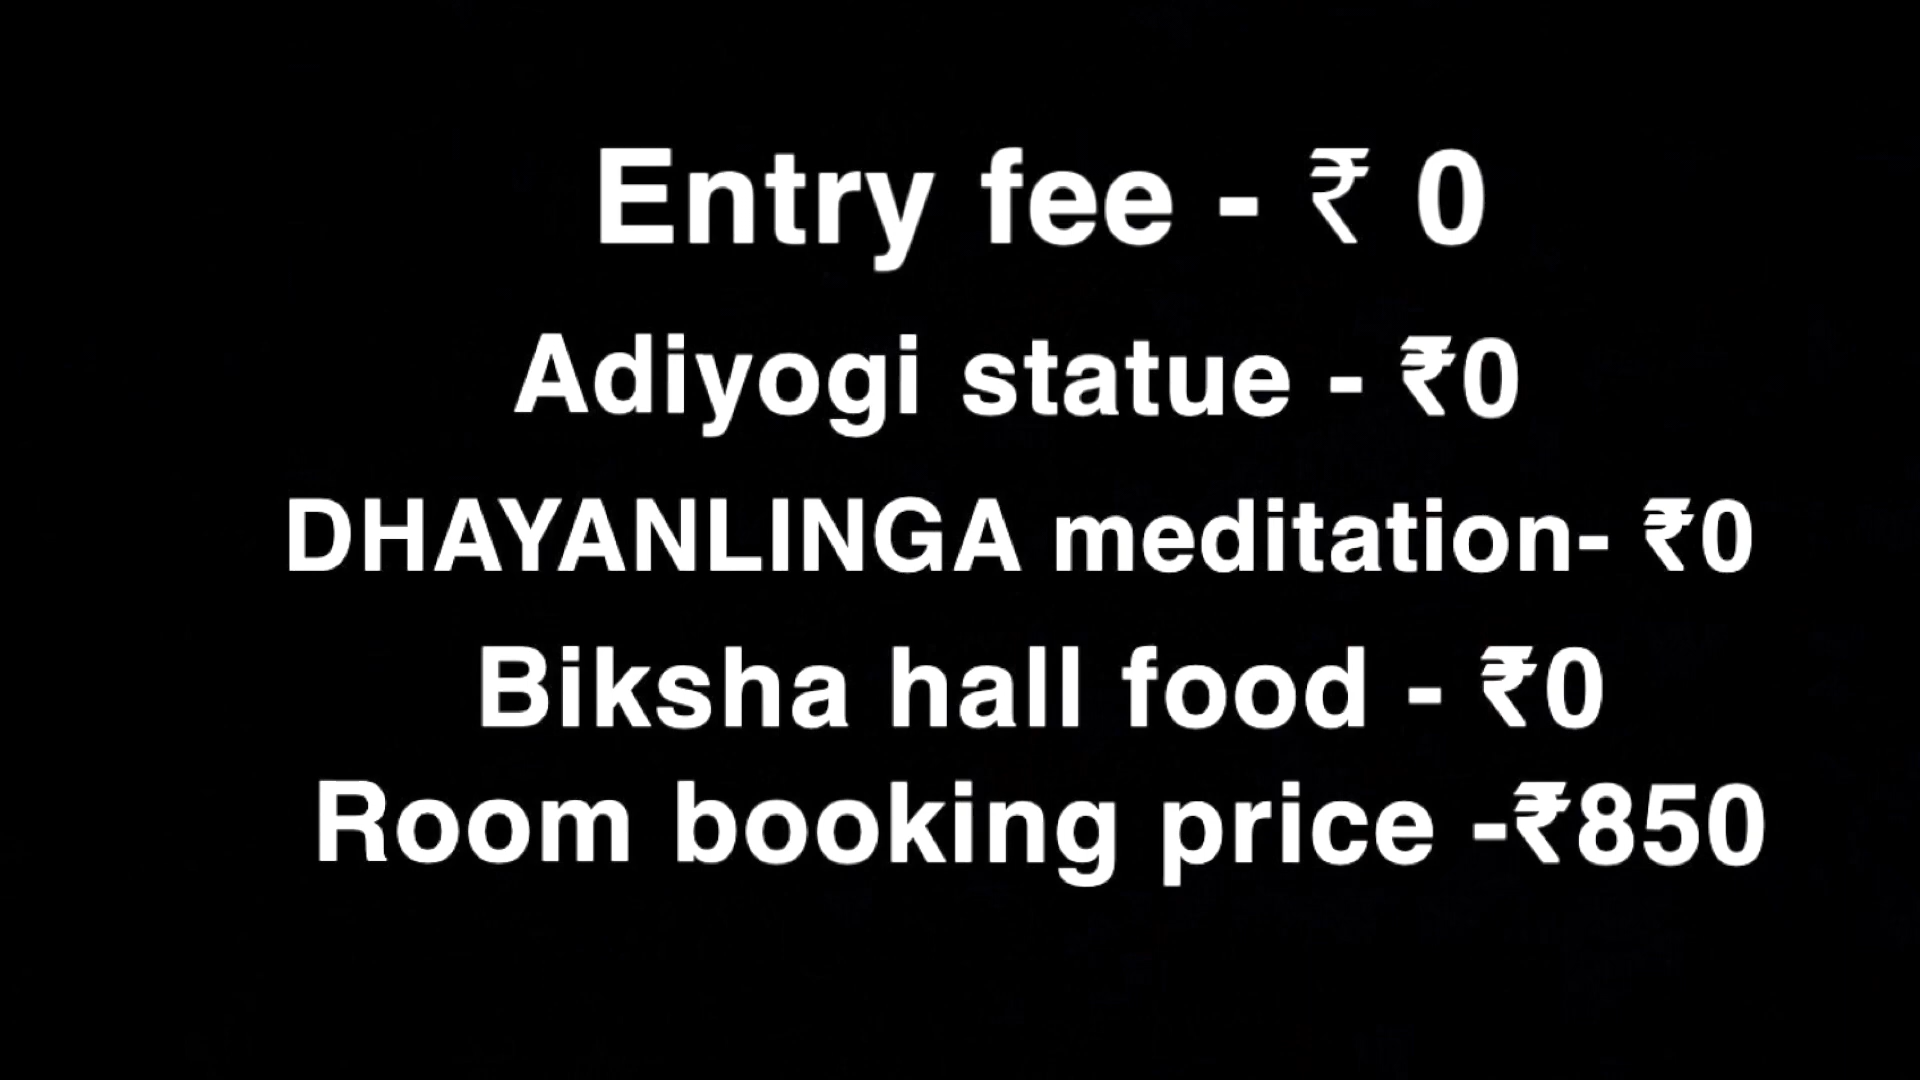 Entry fee - ₹ 0
Adiyogi statue - ₹0
DHAYANLINGA meditation- ₹0
Biksha hall food - ₹0
Room booking price -₹850